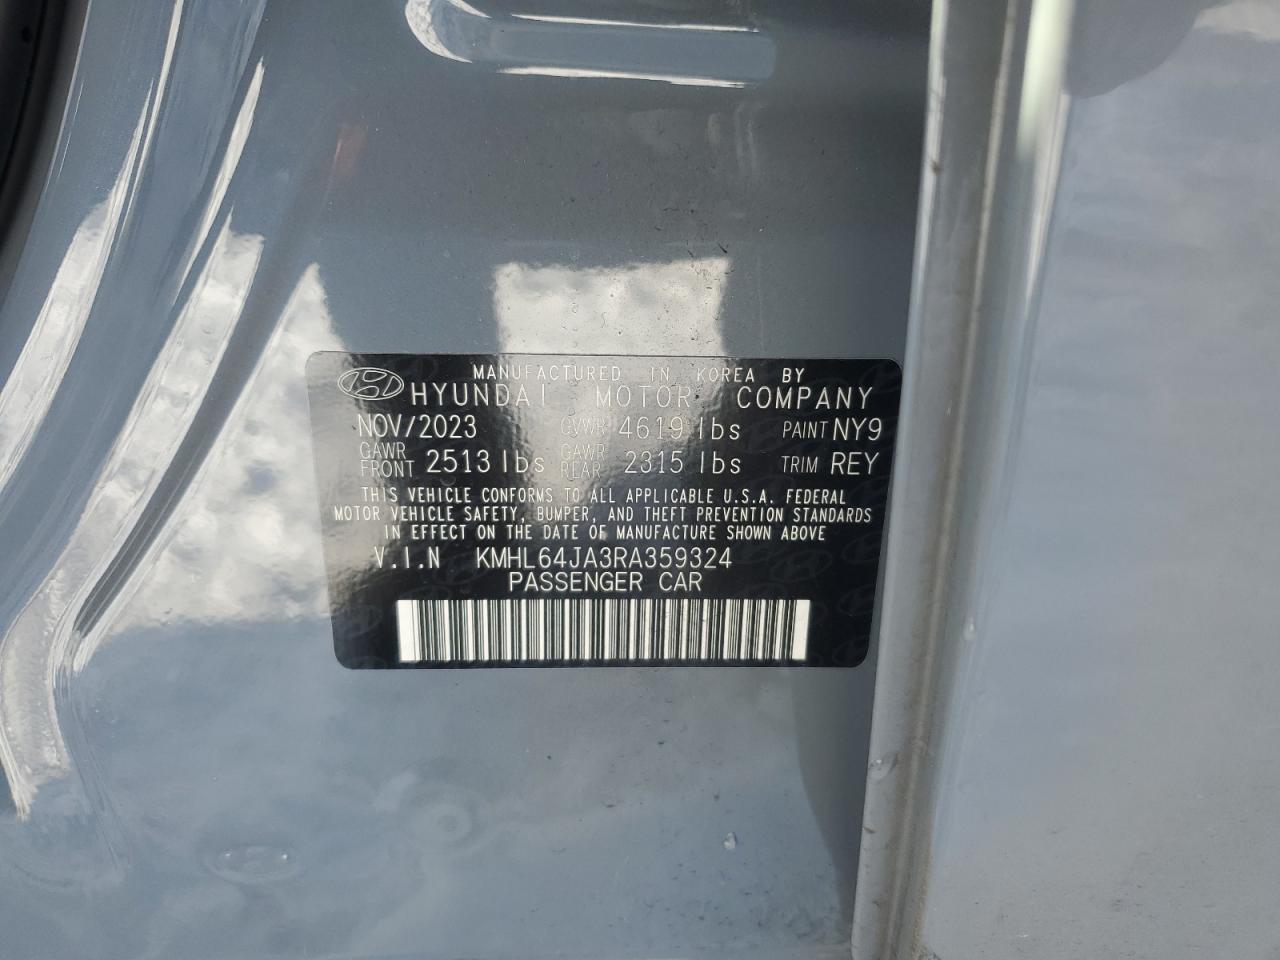 MANUFACTURED IN KOREA BY
HYUNDAI MOTOR COMPANY
NOV/2023 GVWR 4619 lbs PAINT NY9
GAWR FRONT 2513 lbs GAWR REAR 2315 lbs TRIM REY
THIS VEHICLE CONFORMS TO ALL APPLICABLE U.S.A. FEDERAL
MOTOR VEHICLE SAFETY, BUMPER, AND THEFT PREVENTION STANDARDS
IN EFFECT ON THE DATE OF MANUFACTURE SHOWN ABOVE
V.I.N KMHL64JA3RA359324
PASSENGER CAR